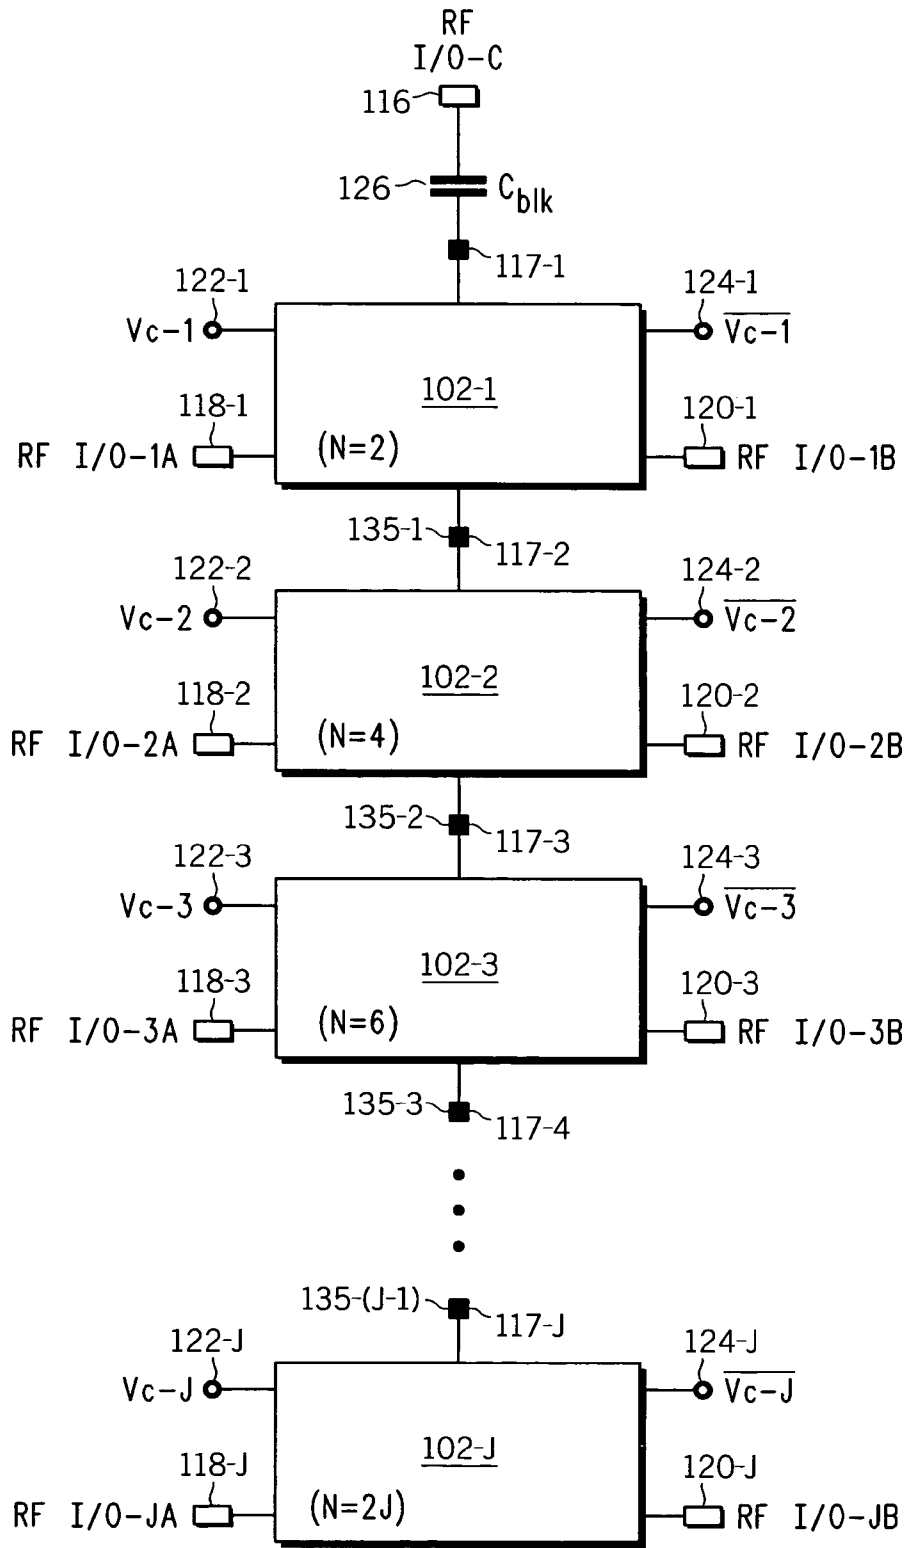 RF
I/O-C
116
126
C_blk
117-1
122-1
124-1
Vc-1
V̅c̅-̅1̅
102-1
118-1
120-1
RF I/O-1A
(N=2)
RF I/O-1B
135-1
117-2
122-2
124-2
Vc-2
V̅c̅-̅2̅
102-2
118-2
120-2
RF I/O-2A
(N=4)
RF I/O-2B
135-2
117-3
122-3
124-3
Vc-3
V̅c̅-̅3̅
102-3
118-3
120-3
RF I/O-3A
(N=6)
RF I/O-3B
135-3
117-4
135-(J-1)
117-J
122-J
124-J
Vc-J
V̅c̅-̅J̅
102-J
118-J
120-J
RF I/O-JA
(N=2J)
RF I/O-JB